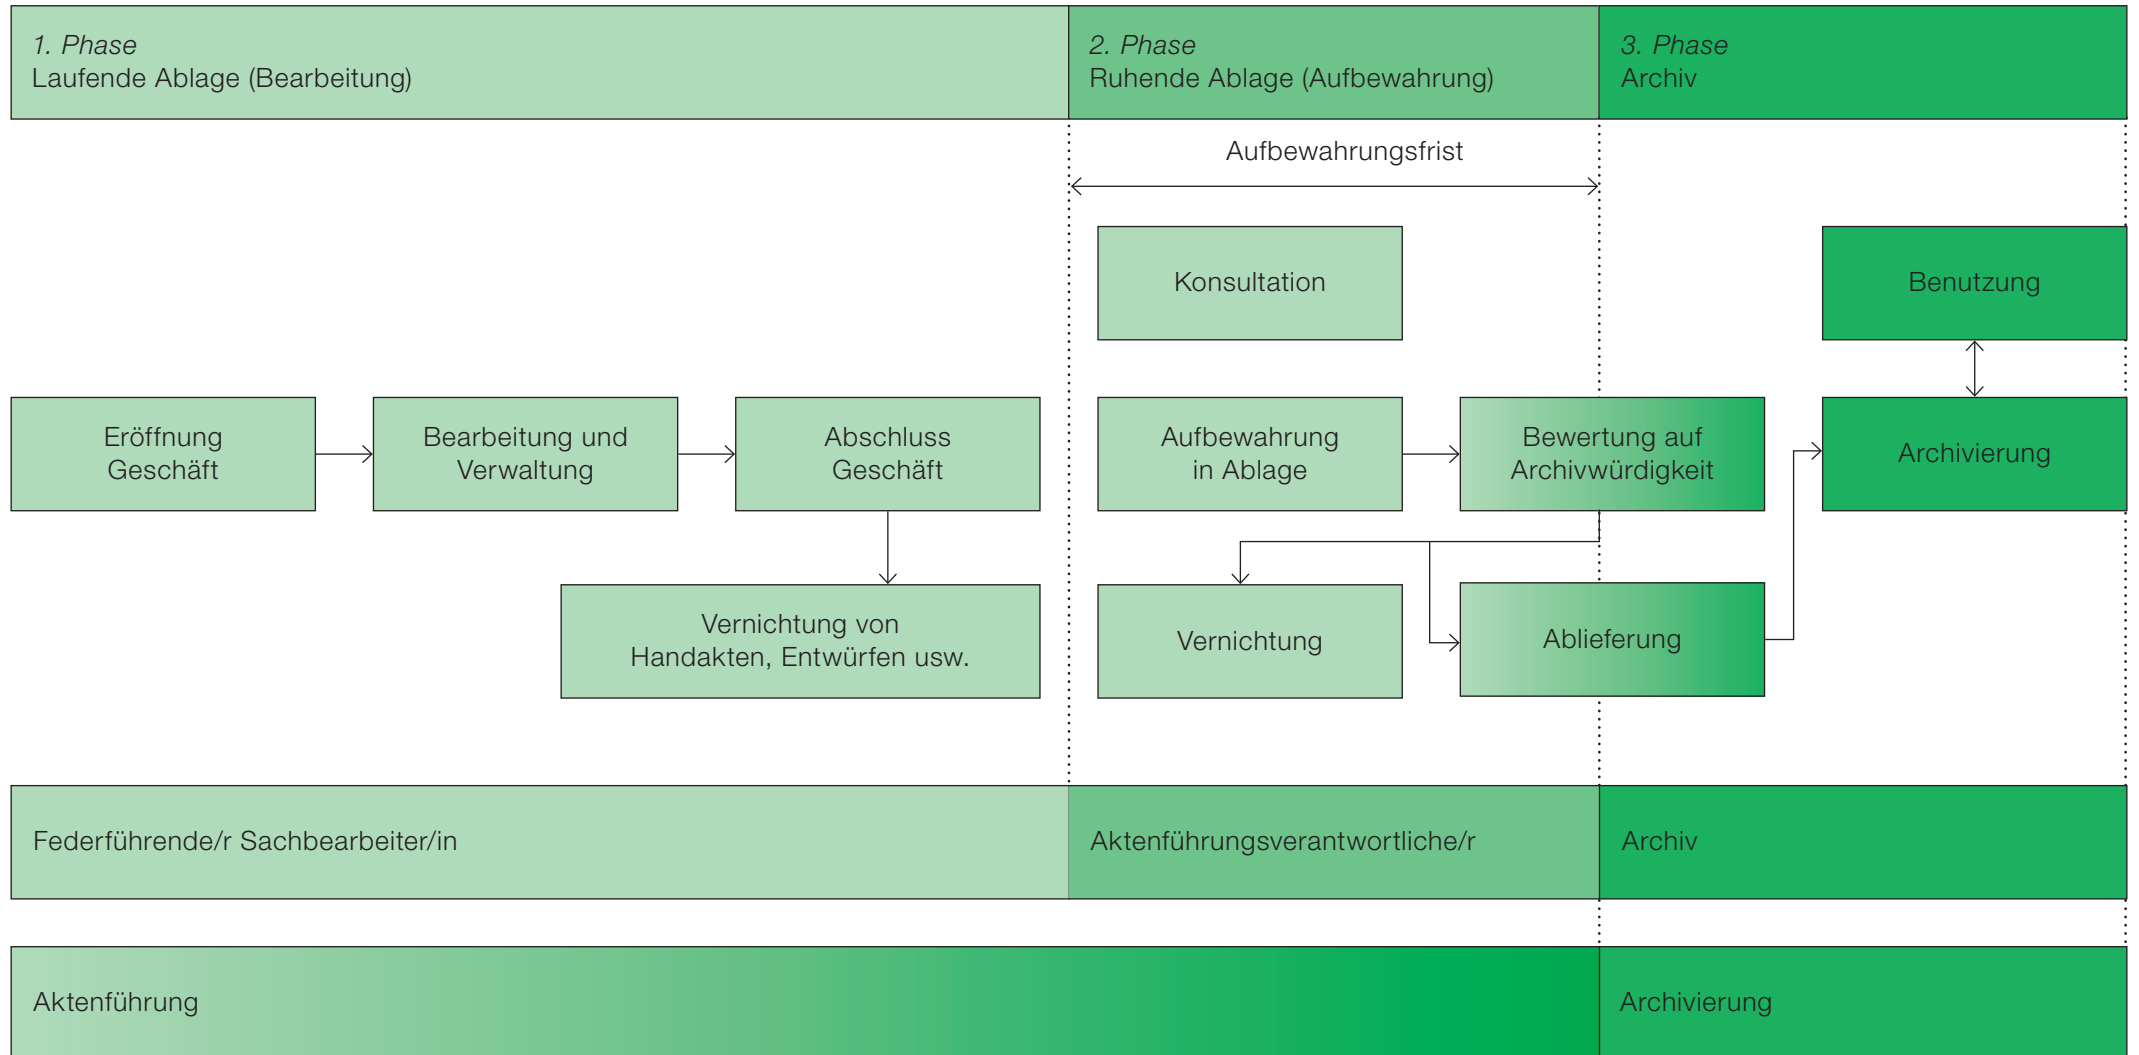 1. Phase
Laufende Ablage (Bearbeitung)
2. Phase
Ruhende Ablage (Aufbewahrung)
3. Phase
Archiv
Aufbewahrungsfrist
Konsultation
Benutzung
Eröffnung
Geschäft
Bearbeitung und
Verwaltung
Abschluss
Geschäft
Aufbewahrung
in Ablage
Bewertung auf
Archivwürdigkeit
Archivierung
Vernichtung von
Handakten, Entwürfen usw.
Vernichtung
Ablieferung
Federführende/r Sachbearbeiter/in
Aktenführungsverantwortliche/r
Archiv
Aktenführung
Archivierung